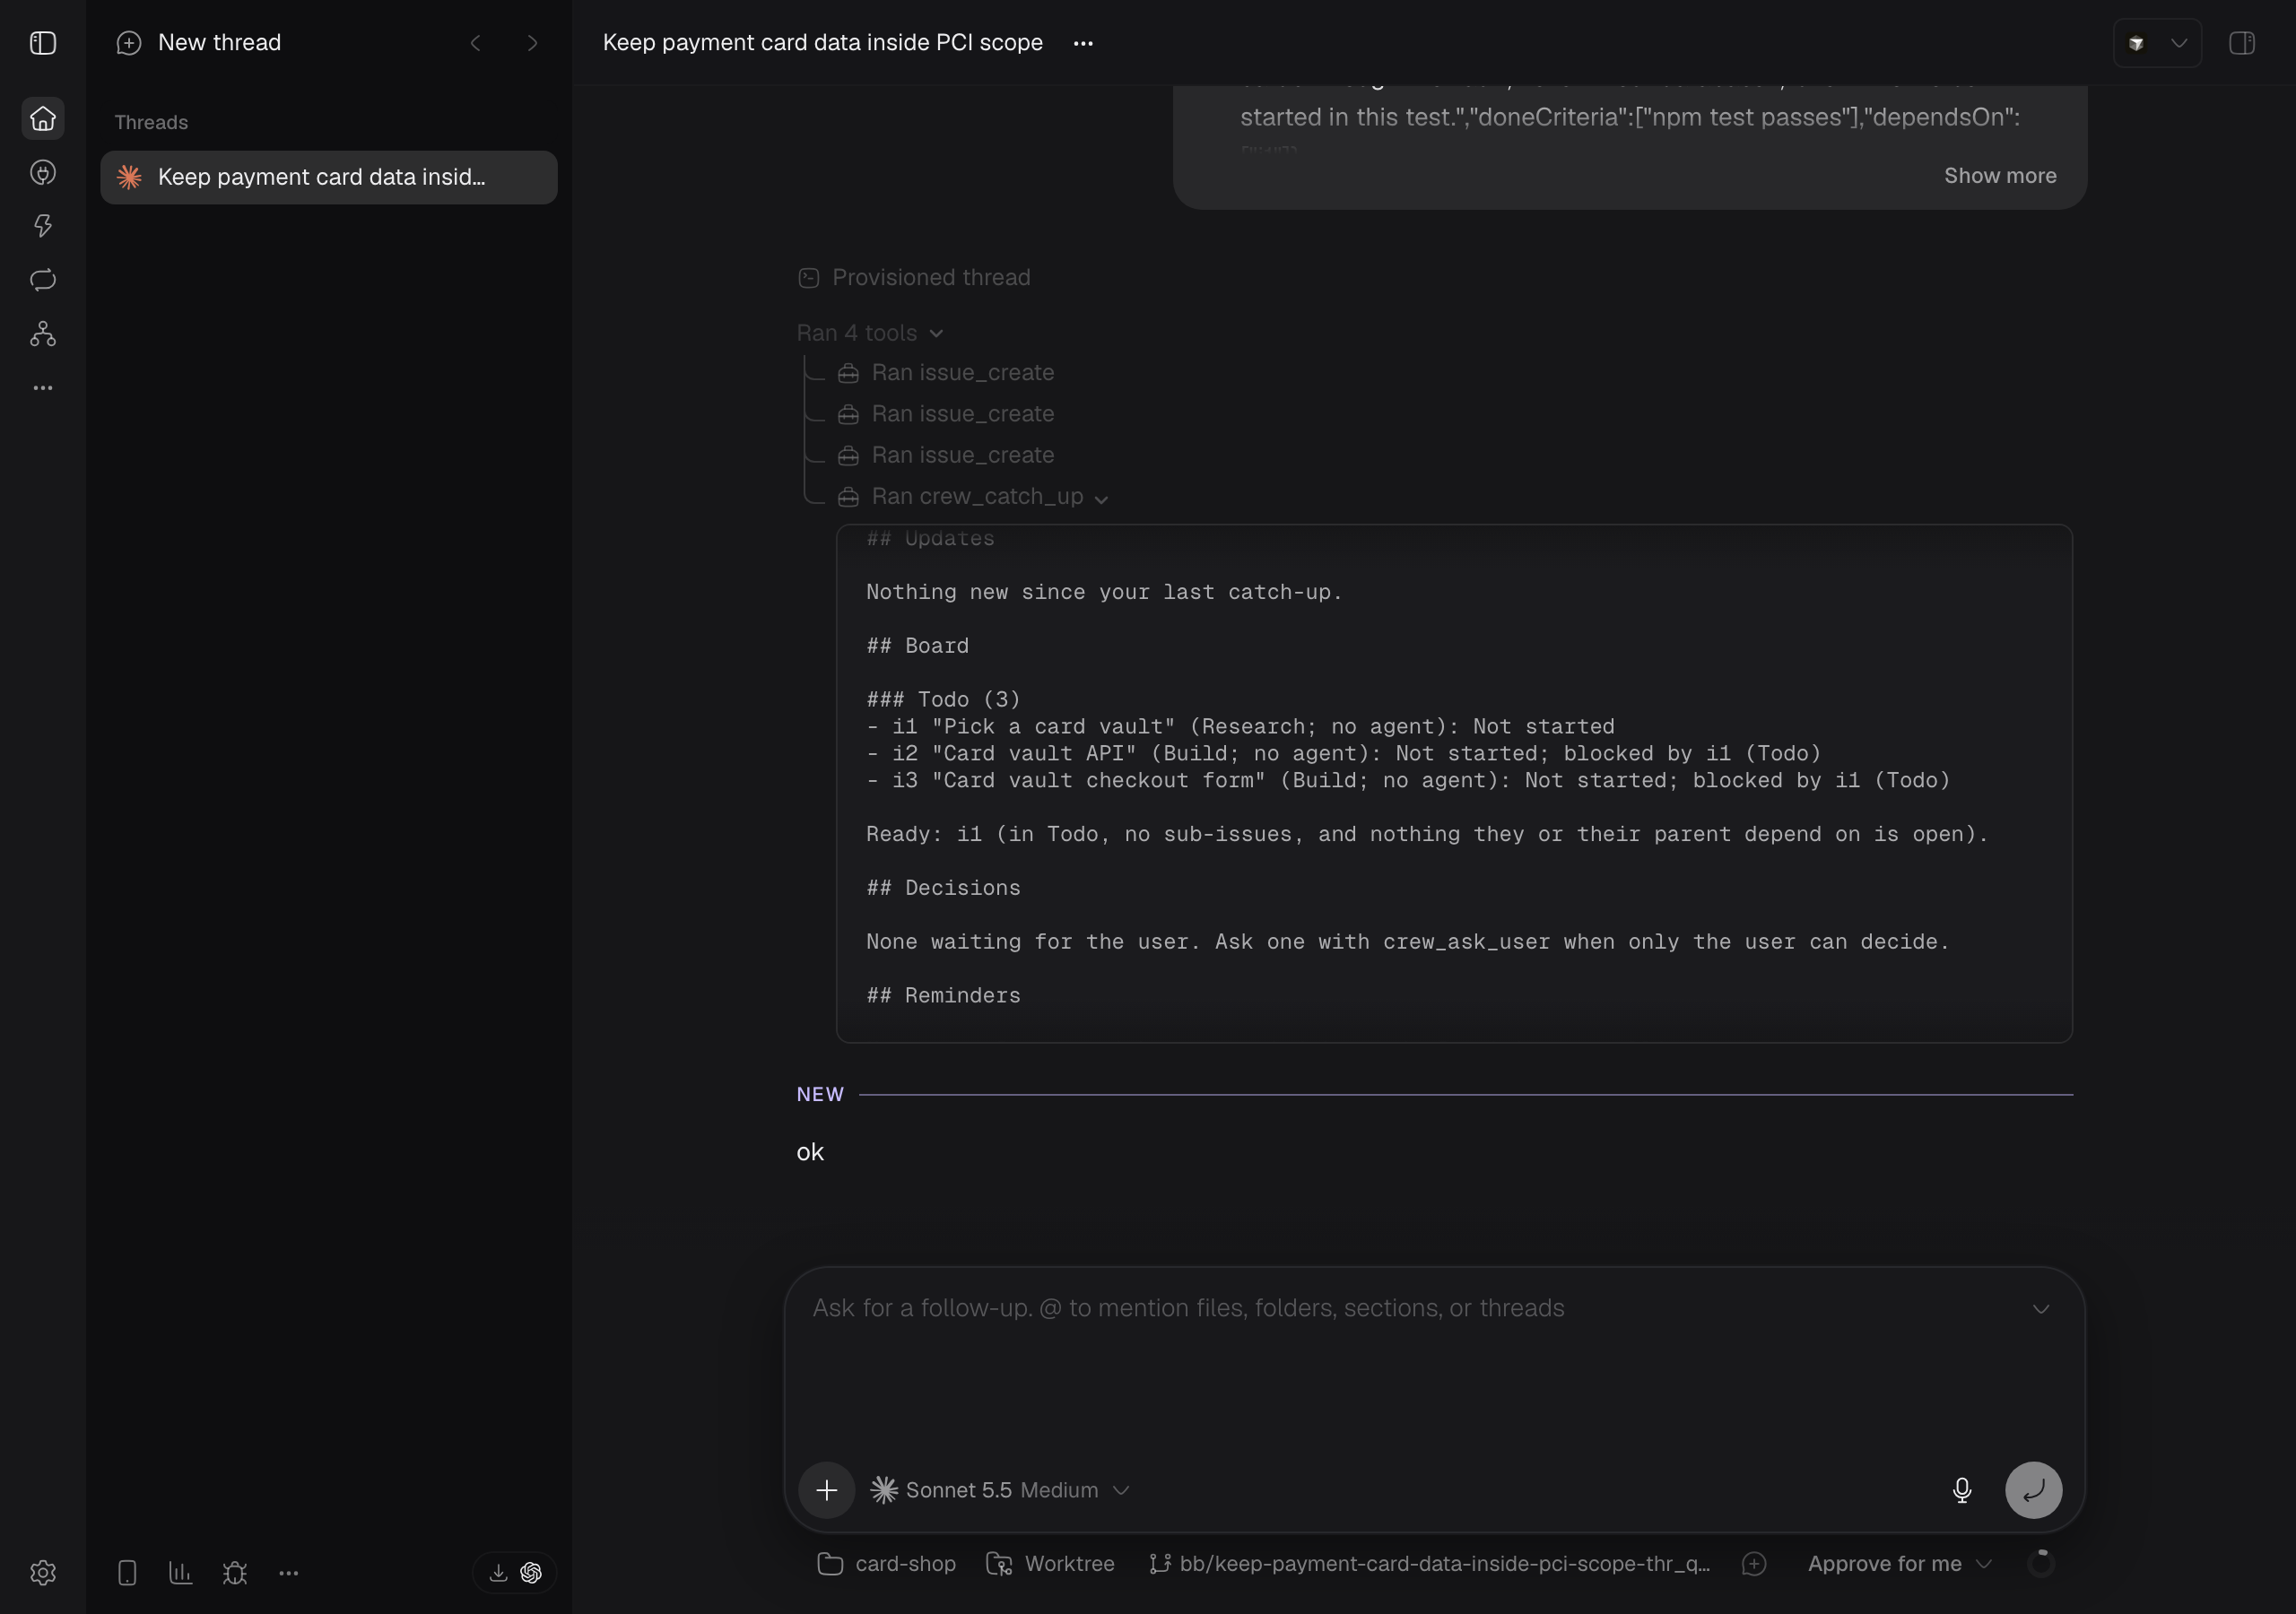 New thread
Keep payment card data inside PCI scope
Threads
Keep payment card data insid...
started in this test.","doneCriteria":["npm test passes"],"dependsOn":
Show more
Provisioned thread
Ran 4 tools
Ran issue_create
Ran issue_create
Ran issue_create
Ran crew_catch_up
## Updates
Nothing new since your last catch-up.
## Board
### Todo (3)
- i1 "Pick a card vault" (Research; no agent): Not started
- i2 "Card vault API" (Build; no agent): Not started; blocked by i1 (Todo)
- i3 "Card vault checkout form" (Build; no agent): Not started; blocked by i1 (Todo)
Ready: i1 (in Todo, no sub-issues, and nothing they or their parent depend on is open).
## Decisions
None waiting for the user. Ask one with crew_ask_user when only the user can decide.
## Reminders
NEW
ok
Ask for a follow-up. @ to mention files, folders, sections, or threads
Sonnet 5.5 Medium
card-shop
Worktree
bb/keep-payment-card-data-inside-pci-scope-thr_q...
Approve for me